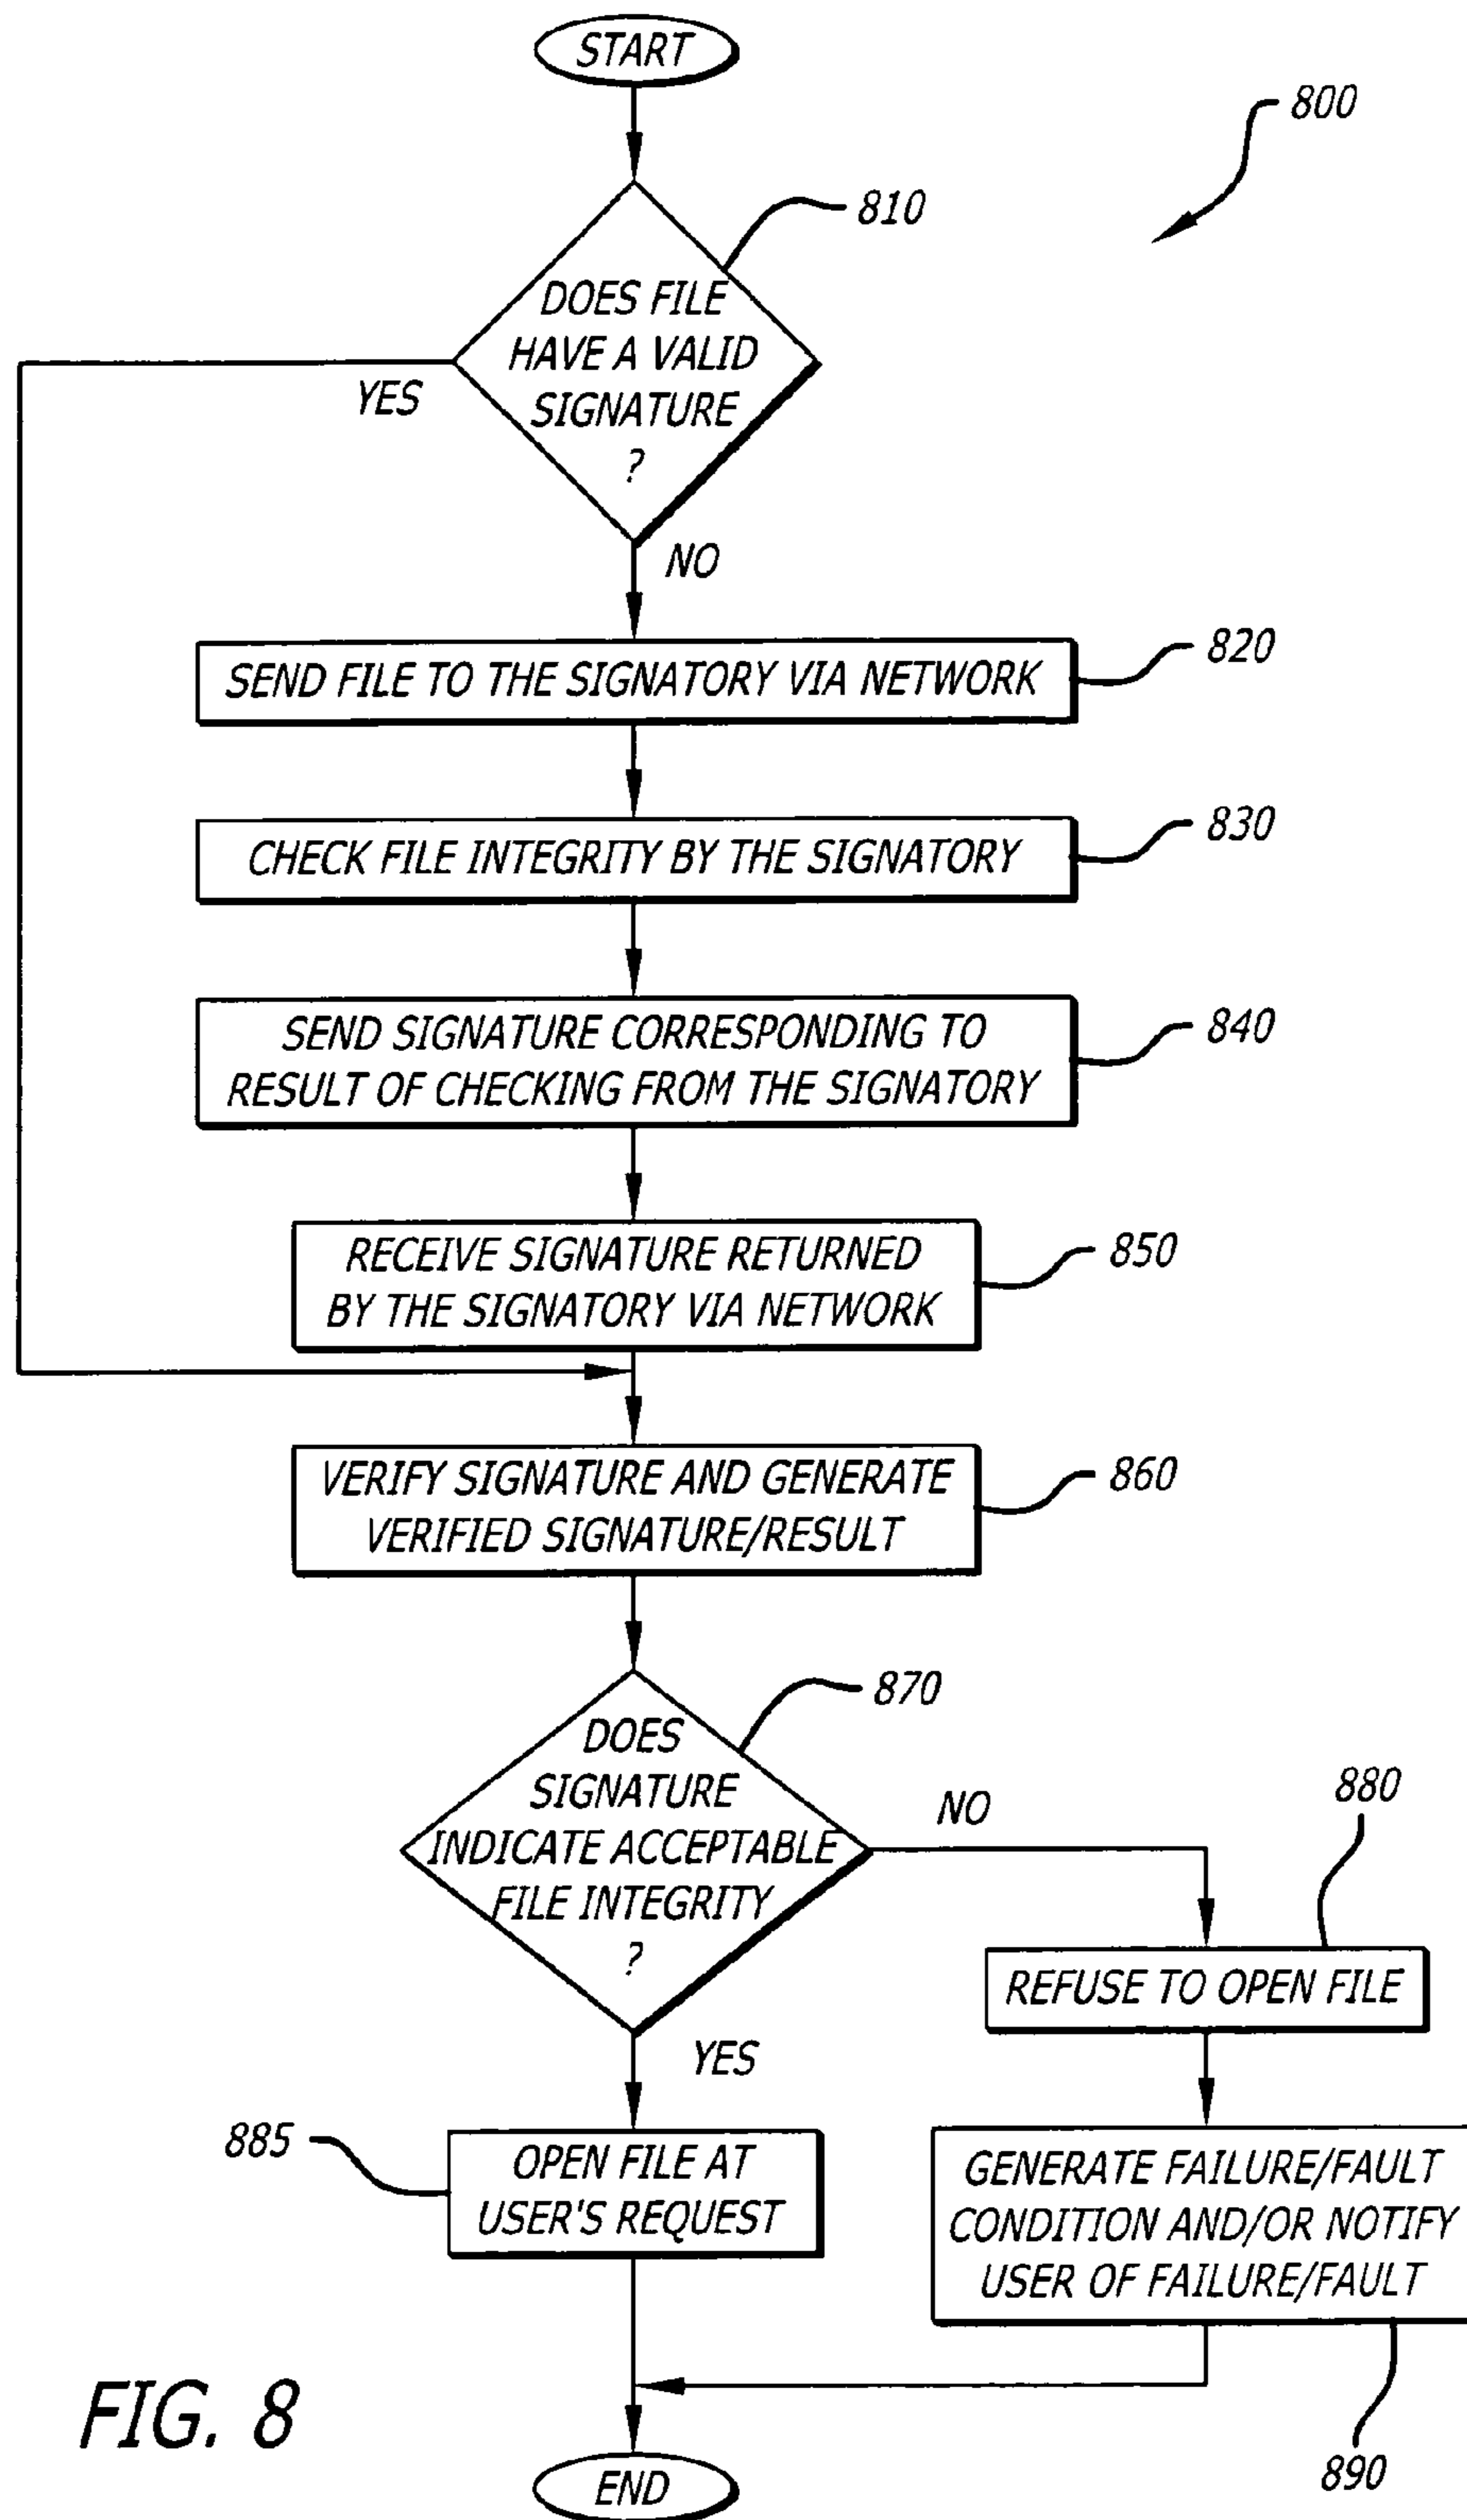 START
800
810
DOES FILE
HAVE A VALID
SIGNATURE
?
YES
NO
SEND FILE TO THE SIGNATORY VIA NETWORK
820
CHECK FILE INTEGRITY BY THE SIGNATORY
830
SEND SIGNATURE CORRESPONDING TO
RESULT OF CHECKING FROM THE SIGNATORY
840
RECEIVE SIGNATURE RETURNED
BY THE SIGNATORY VIA NETWORK
850
VERIFY SIGNATURE AND GENERATE
VERIFIED SIGNATURE/RESULT
860
870
DOES
SIGNATURE
INDICATE ACCEPTABLE
FILE INTEGRITY
?
NO
880
REFUSE TO OPEN FILE
YES
885
OPEN FILE AT
USER'S REQUEST
GENERATE FAILURE/FAULT
CONDITION AND/OR NOTIFY
USER OF FAILURE/FAULT
890
FIG. 8
END